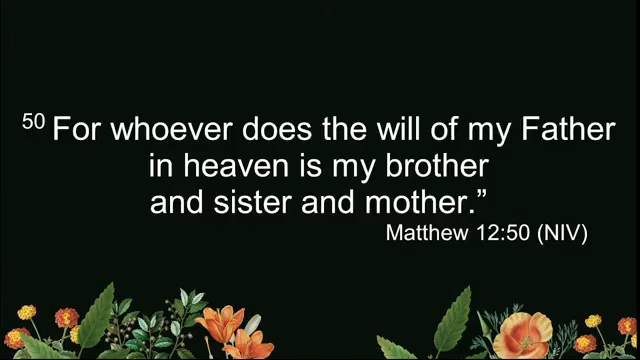 50 For whoever does the will of my Father
in heaven is my brother
and sister and mother.”
Matthew 12:50 (NIV)